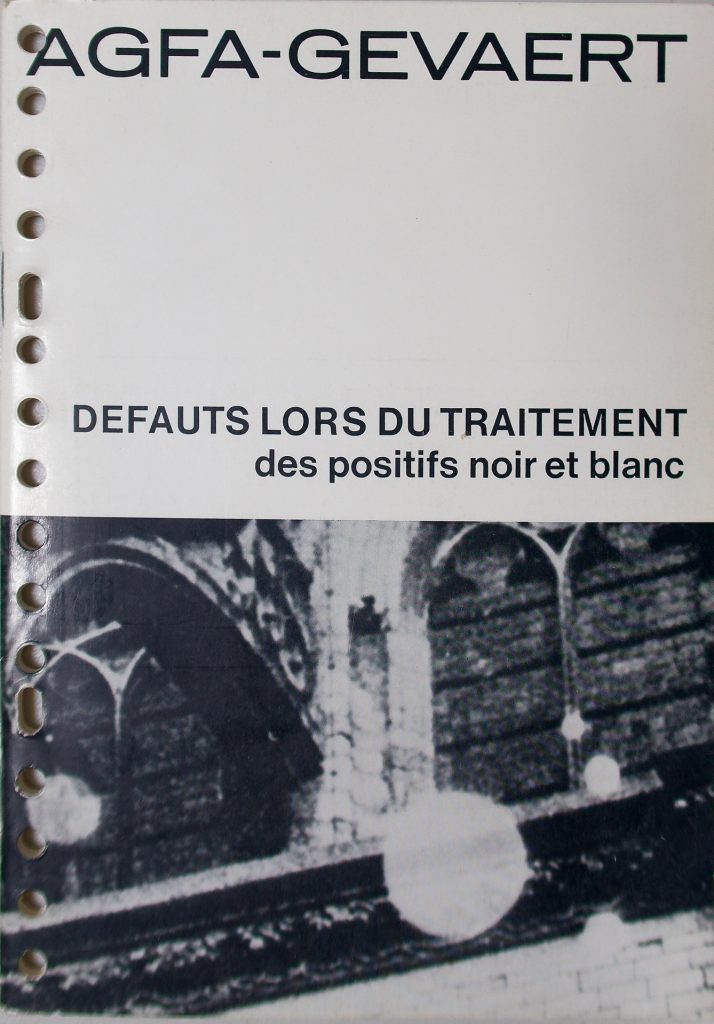 AGFA-GEVAERT
DEFAUTS LORS DU TRAITEMENT
des positifs noir et blanc